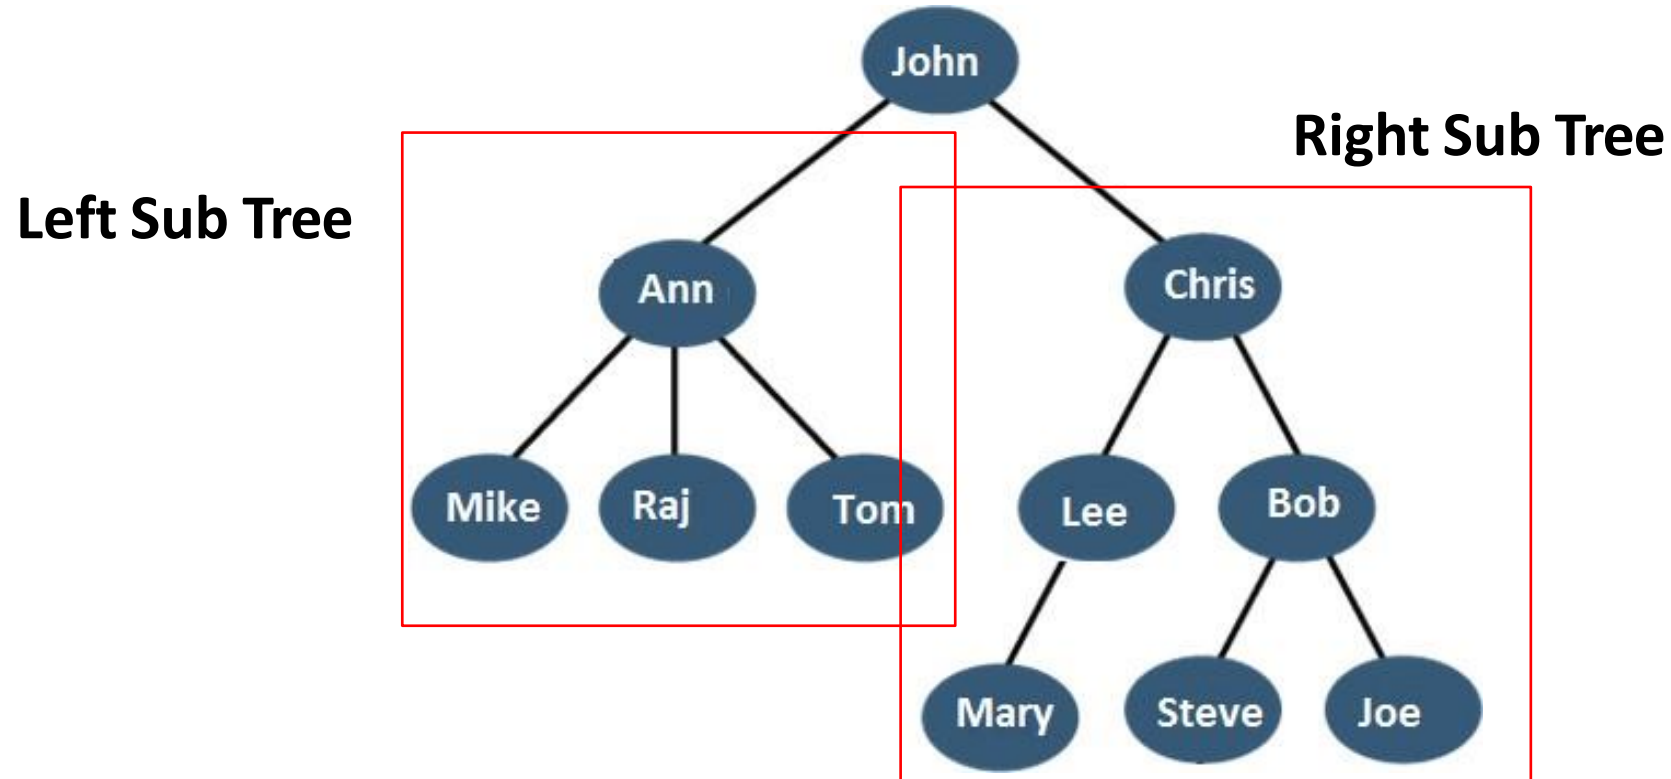 John
Right Sub Tree
Left Sub Tree
Ann
Chris
Mike
Raj
Tom
Lee
Bob
Mary
Steve
Joe